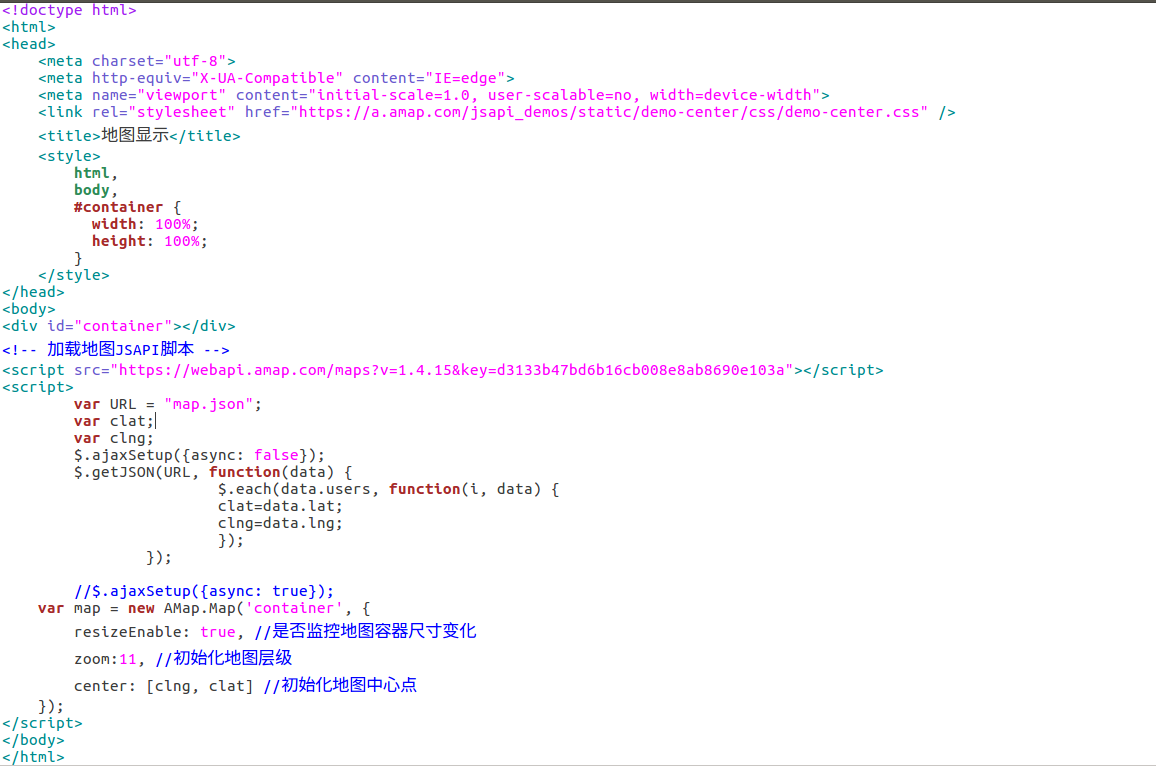 <!doctype html>
<html>
<head>
    <meta charset="utf-8">
    <meta http-equiv="X-UA-Compatible" content="IE=edge">
    <meta name="viewport" content="initial-scale=1.0, user-scalable=no, width=device-width">
    <link rel="stylesheet" href="https://a.amap.com/jsapi_demos/static/demo-center/css/demo-center.css" />
    <title>地图显示</title>
    <style>
        html,
        body,
        #container {
          width: 100%;
          height: 100%;
        }
    </style>
</head>
<body>
<div id="container"></div>
<!-- 加载地图JSAPI脚本 -->
<script src="https://webapi.amap.com/maps?v=1.4.15&key=d3133b47bd6b16cb008e8ab8690e103a"></script>
<script>
        var URL = "map.json";
        var clat;
        var clng;
        $.ajaxSetup({async: false});
        $.getJSON(URL, function(data) {
                        $.each(data.users, function(i, data) {
                        clat=data.lat;
                        clng=data.lng;
                        });
                });

        //$.ajaxSetup({async: true});
    var map = new AMap.Map('container', {
        resizeEnable: true, //是否监控地图容器尺寸变化
        zoom:11, //初始化地图层级
        center: [clng, clat] //初始化地图中心点
    });
</script>
</body>
</html>